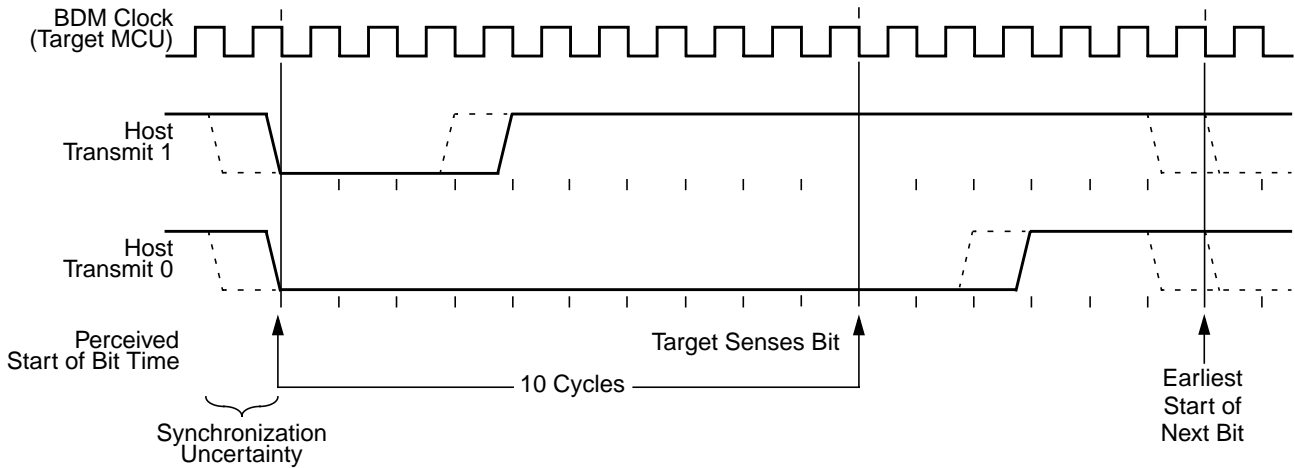 BDM Clock
(Target MCU)
Host
Transmit 1
Host
Transmit 0
Perceived
Start of Bit Time
Target Senses Bit
10 Cycles
Earliest
Start of
Next Bit
Synchronization
Uncertainty